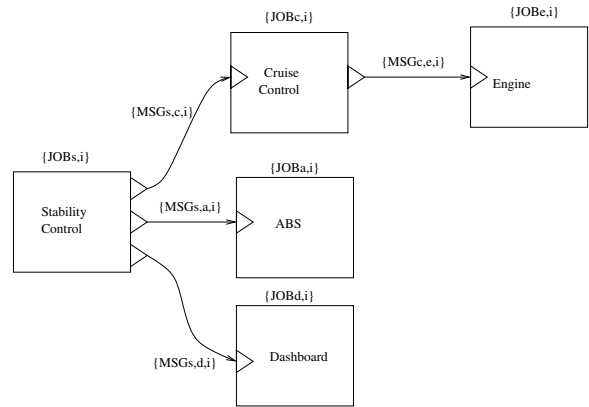 {JOBc,i}
{JOBe,i}
{MSGc,e,i}
Cruise
Control
Engine
{MSGs,c,i}
{JOBs,i}
{JOBa,i}
{MSGs,a,i}
Stability
Control
ABS
{JOBd,i}
{MSGs,d,i}
Dashboard